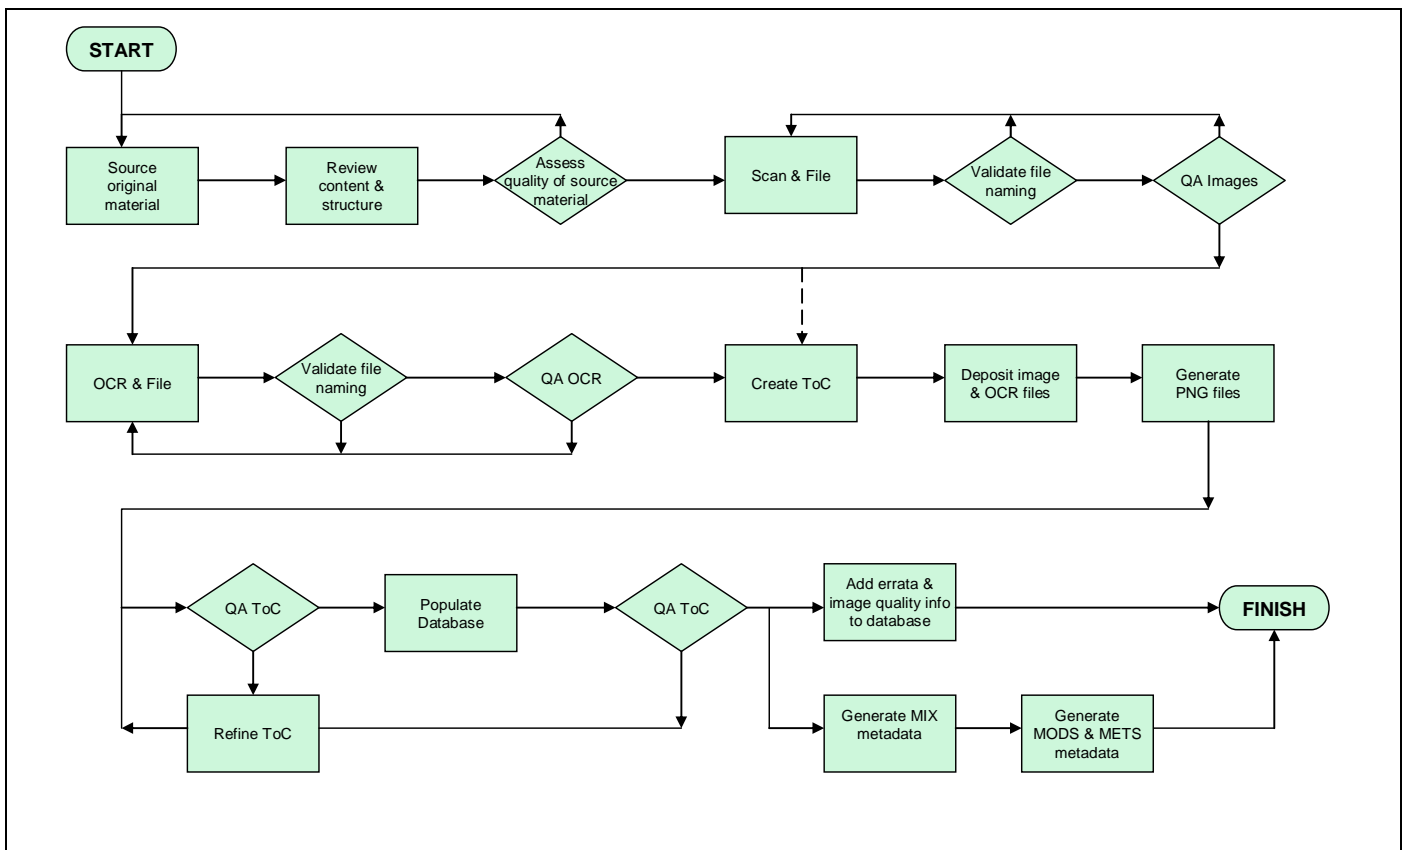 START
Source
original
material
Review
content &
structure
Assess
quality of source
material
Scan & File
Validate file
naming
QA Images
OCR & File
Validate file
naming
QA OCR
Create ToC
Deposit image
& OCR files
Generate
PNG files
QA ToC
Populate
Database
QA ToC
Add errata &
image quality info
to database
FINISH
Refine ToC
Generate MIX
metadata
Generate
MODS & METS
metadata